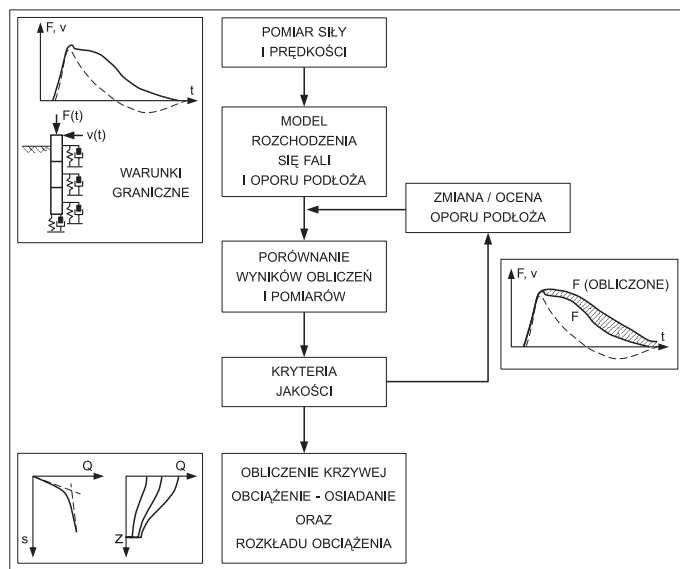 F, v
t
F(t)
v(t)
WARUNKI
GRANICZNE
POMIAR SIŁY
I PRĘDKOŚCI
MODEL
ROZCHODZENIA
SIĘ FALI
I OPORU PODŁOŻA
ZMIANA / OCENA
OPORU PODŁOŻA
PORÓWNANIE
WYNIKÓW OBLICZEŃ
I POMIARÓW
F, v
F (OBLICZONE)
F
t
KRYTERIA
JAKOŚCI
Q
s
Q
Z
OBLICZENIE KRZYWEJ
OBCIĄŻENIE - OSIADANIE
ORAZ
ROZKŁADU OBCIĄŻENIA